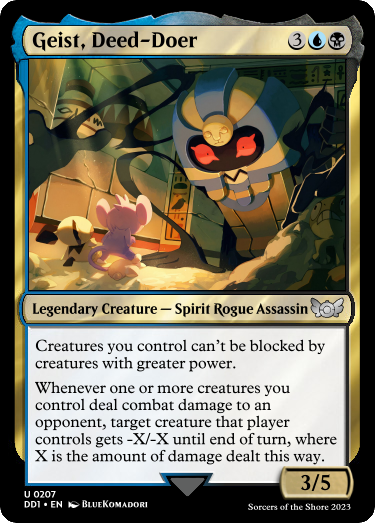 Geist, Deed-Doer 3
Legendary Creature — Spirit Rogue Assassin
Creatures you control can't be blocked by
creatures with greater power.
Whenever one or more creatures you
control deal combat damage to an
opponent, target creature that player
controls gets -X/-X until end of turn, where
X is the amount of damage dealt this way.
3/5
U 0207
DD1 • EN BlueKomadori
Sorcers of the Shore 2023